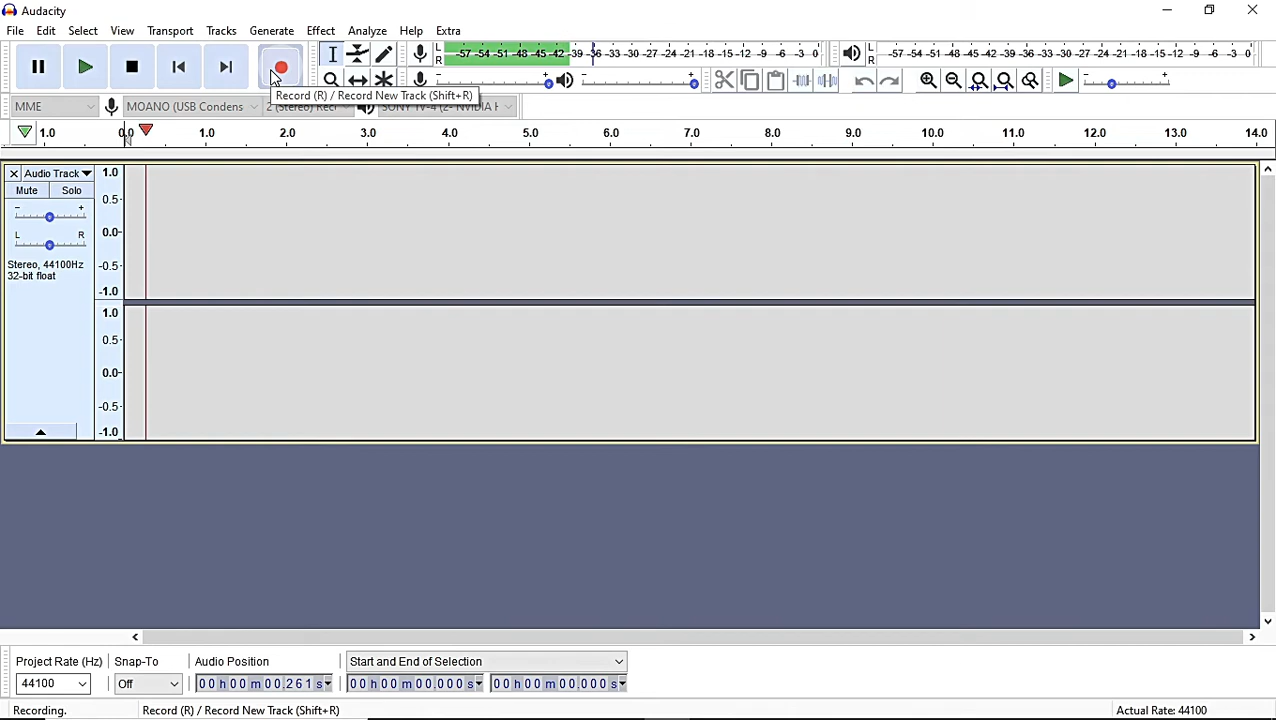 Audacity
File Edit Select View Transport Tracks Generate Effect Analyze Help Extra
L
R
-57 -54 -51 -48 -45 -42 -39 -36 -33 -30 -27 -24 -21 -18 -15 -12 -9 -6 -3 0
L
R
-57 -54 -51 -48 -45 -42 -39 -36 -33 -30 -27 -24 -21 -18 -15 -12 -9 -6 -3 0
Record (R) / Record New Track (Shift+R)
MME MOANO (USB Condens 2 (Stereo) Reci SONY TV-4 (2- NVIDIA H
1.0 0.0 1.0 2.0 3.0 4.0 5.0 6.0 7.0 8.0 9.0 10.0 11.0 12.0 13.0 14.0
Audio Track
Mute Solo
- +
L R
Stereo, 44100Hz
32-bit float
1.0
0.5
0.0
-0.5
-1.0
1.0
0.5
0.0
-0.5
-1.0
Project Rate (Hz) Snap-To Audio Position Start and End of Selection
44100 Off 00 h 00 m 00.261 s 00 h 00 m 00.000 s 00 h 00 m 00.000 s
Recording. Record (R) / Record New Track (Shift+R) Actual Rate: 44100